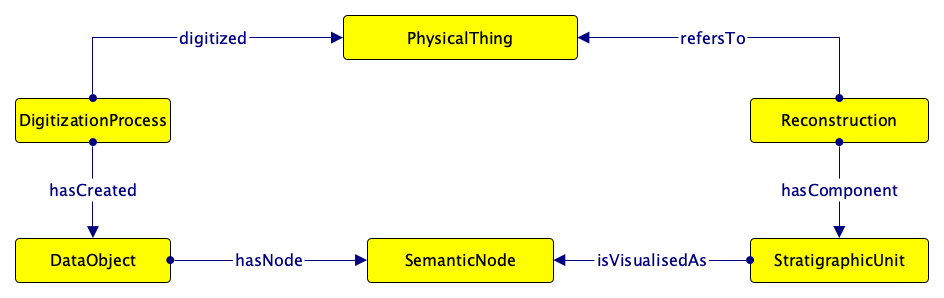 digitized
PhysicalThing
refersTo
DigitizationProcess
Reconstruction
hasCreated
hasComponent
DataObject
hasNode
SemanticNode
isVisualisedAs
StratigraphicUnit